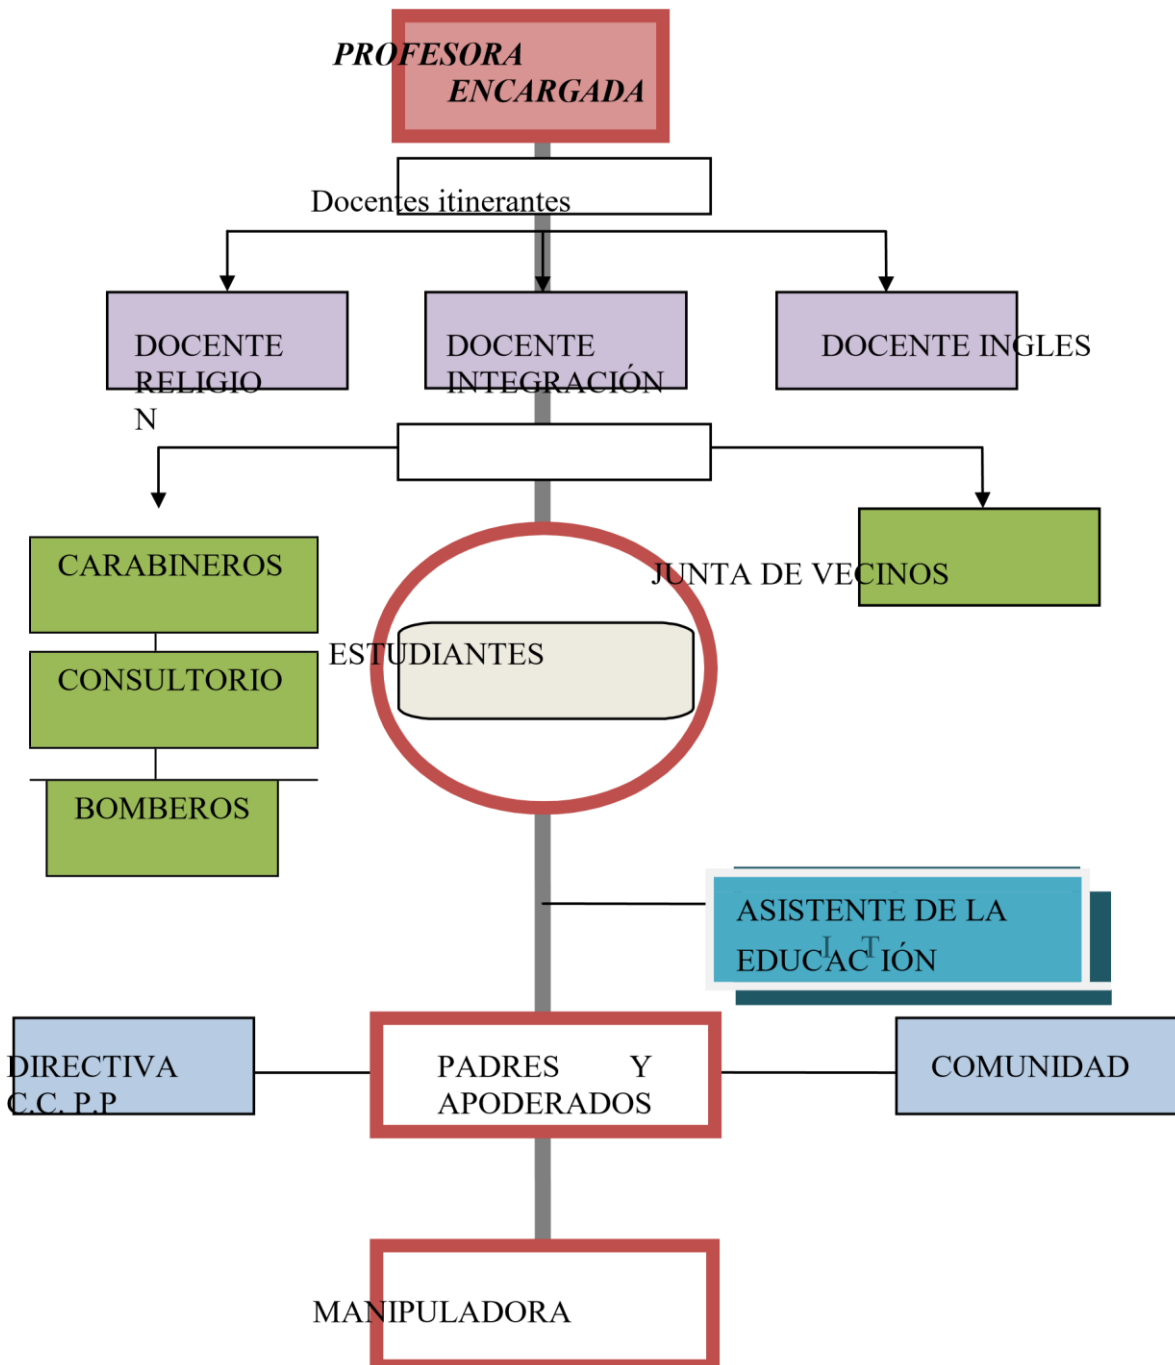 PROFESORA
ENCARGADA
Docentes itinerantes
DOCENTE
RELIGIO
N
DOCENTE
INTEGRACIÓN
DOCENTE INGLES
CARABINEROS
JUNTA DE VECINOS
ESTUDIANTES
CONSULTORIO
BOMBEROS
ASISTENTE DE LA
I T
EDUCACIÓN
DIRECTIVA
C.C. P.P
PADRES Y
APODERADOS
COMUNIDAD
MANIPULADORA